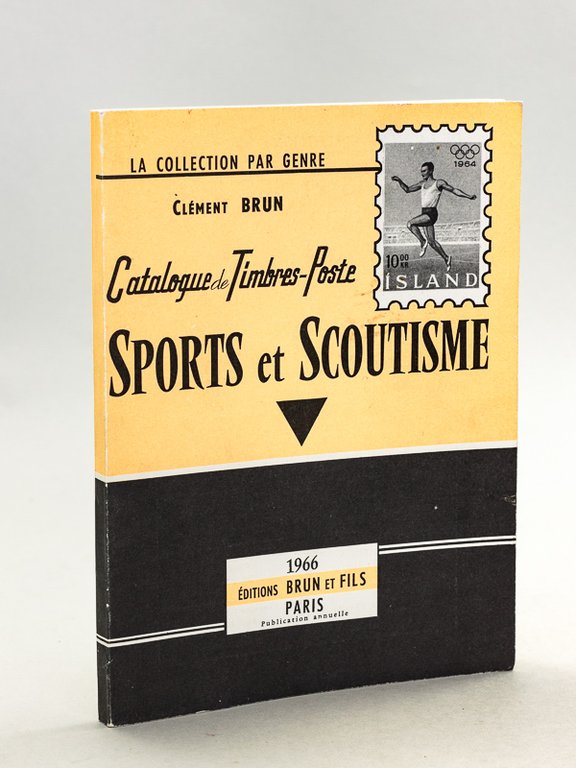 LA COLLECTION PAR GENRE
CLÉMENT BRUN
Catalogue de Timbres-Poste
1964
10 00 KR
ÍSLAND
SPORTS et SCOUTISME
1966
ÉDITIONS BRUN ET FILS
PARIS
Publication annuelle